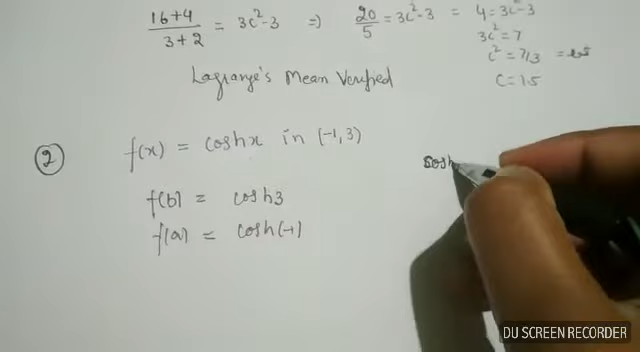 16+4 / 3+2 = 3c²-3 ⇒ 20/5 = 3c²-3 = 4=3c²-3
3c²=7
c²=7/3
c=1.5
Lagrange's Mean Verified
② f(x) = coshx in (-1,3)
cosh
f(b) = cosh3
f(a) = cosh(-1)
DU SCREEN RECORDER